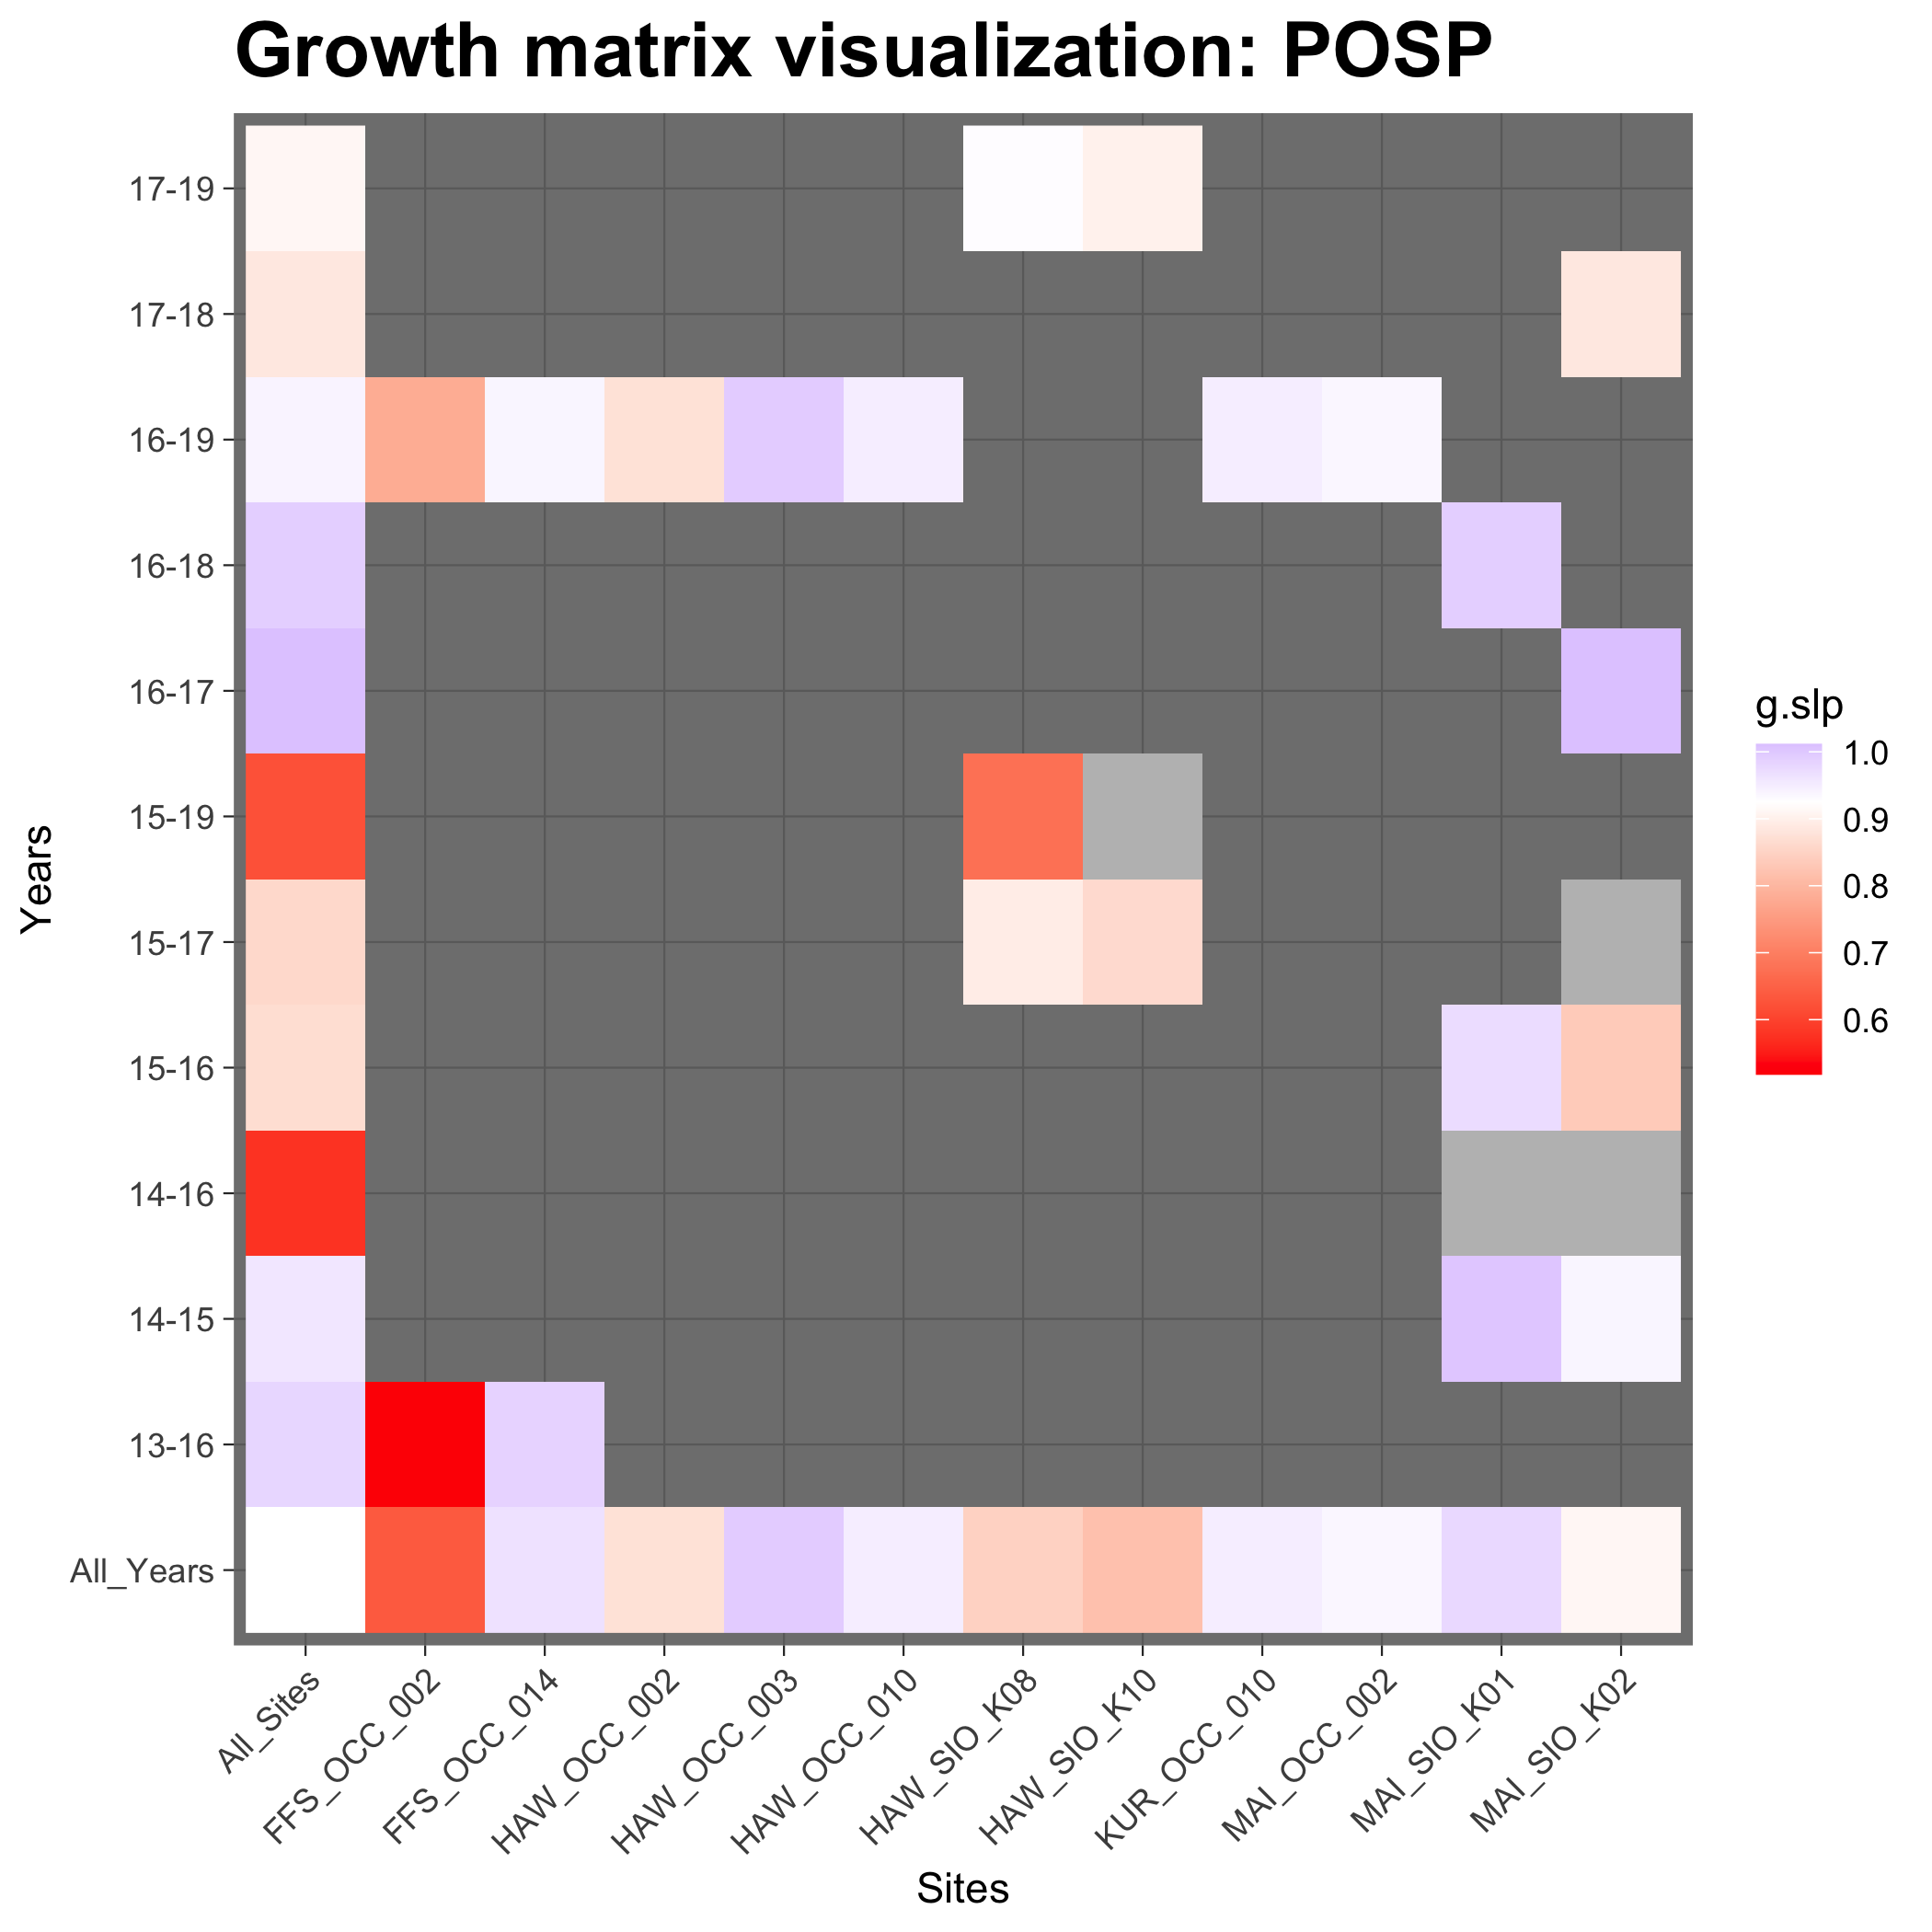 Growth matrix visualization: POSP
Years
17-19
17-18
16-19
16-18
16-17
15-19
15-17
15-16
14-16
14-15
13-16
All_Years
All_Sites
FFS_OCC_002
FFS_OCC_014
HAW_OCC_002
HAW_OCC_003
HAW_OCC_010
HAW_SIO_K08
HAW_SIO_K10
KUR_OCC_010
MAI_OCC_002
MAI_SIO_K01
MAI_SIO_K02
Sites
g.slp
1.0
0.9
0.8
0.7
0.6